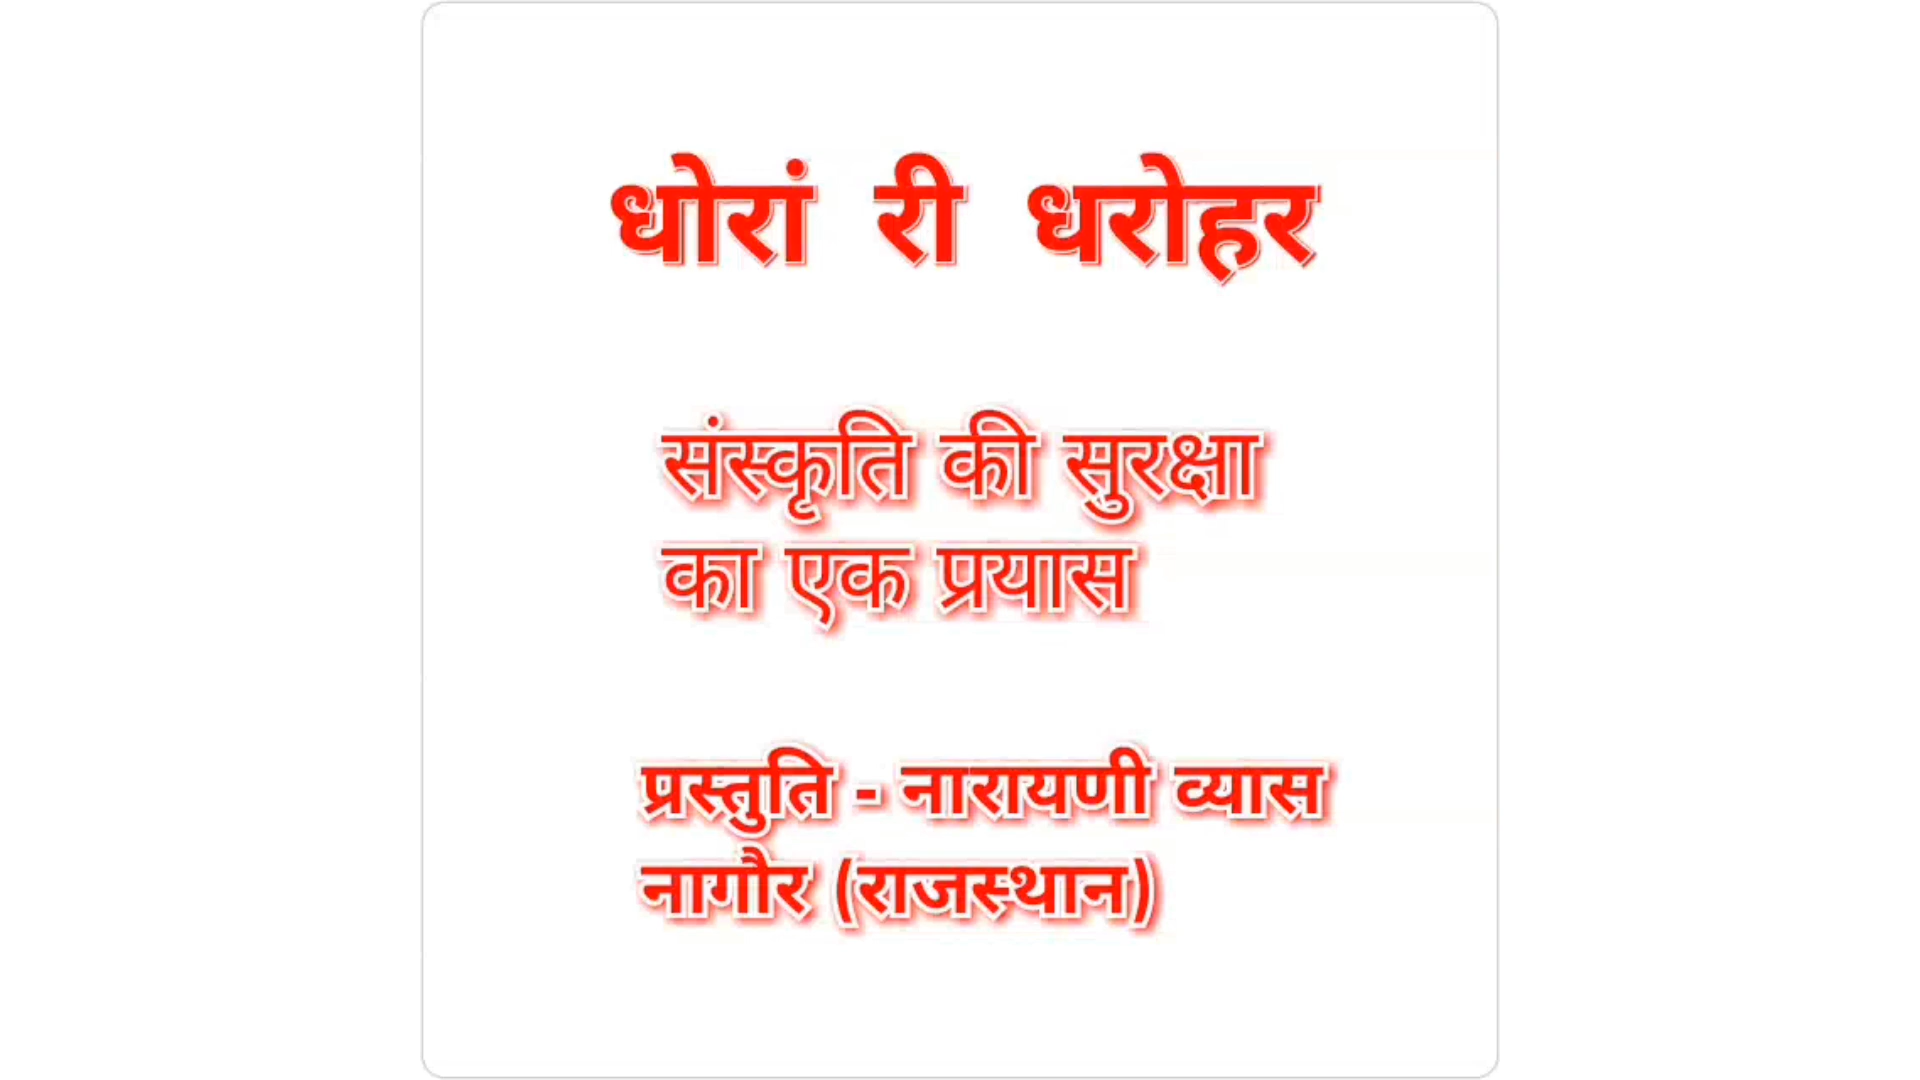 धोरां री धरोहर
संस्कृति की सुरक्षा
का एक प्रयास
प्रस्तुति - नारायणी व्यास
नागौर (राजस्थान)